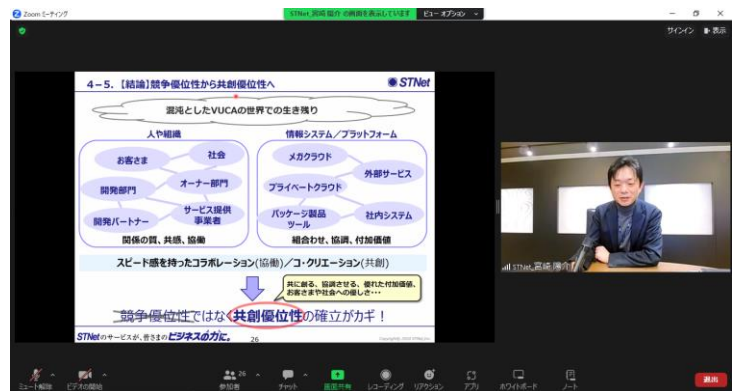 Zoom ミーティング
STNet_宮崎 陽介 の画面を表示しています
ビュー オプション
サインイン
表示
4－5．【結論】競争優位性から共創優位性へ
STNet
混沌としたVUCAの世界での生き残り
人や組織
情報システム／プラットフォーム
お客さま
社会
開発部門
オーナー部門
開発パートナー
サービス提供
事業者
関係の質、共感、協働
メガクラウド
外部サービス
プライベートクラウド
パッケージ製品
ツール
社内システム
組合わせ、協調、付加価値
スピード感を持ったコラボレーション(協働)／コ・クリエーション(共創)
共に創る、協調させる、優れた付加価値、
お客さまや社会への優しさ・・・
競争優位性ではなく共創優位性の確立がカギ！
STNetのサービスが、皆さまのビジネスの力に。
26
STNet_宮崎 陽介
ミュート解除
ビデオの開始
26
参加者
チャット
画面共有
レコーディング
リアクション
アプリ
ホワイトボード
ノート
退出